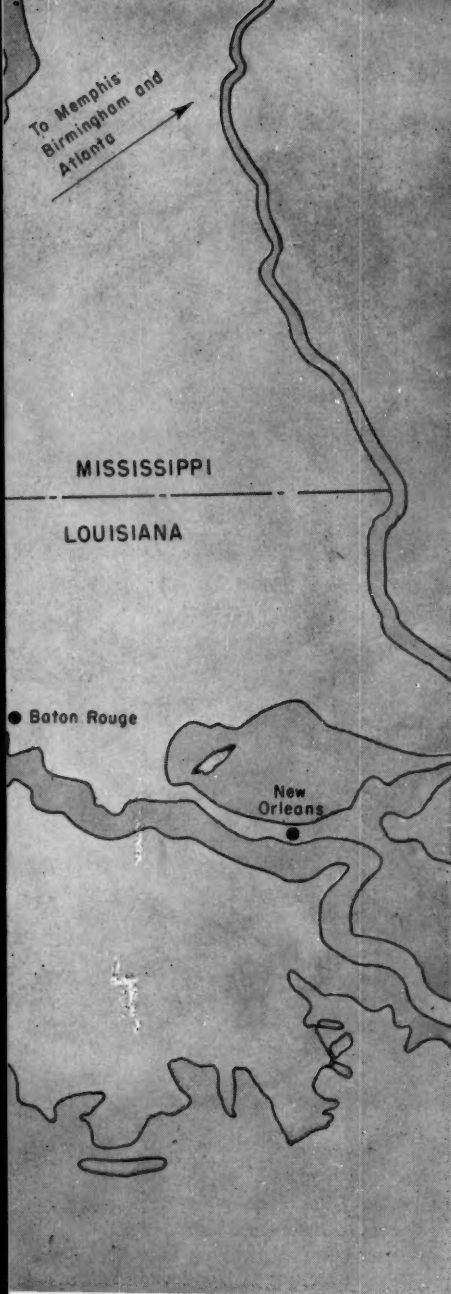 To Memphis
Birmingham and
Atlanta
MISSISSIPPI
LOUISIANA
Baton Rouge
New
Orleans